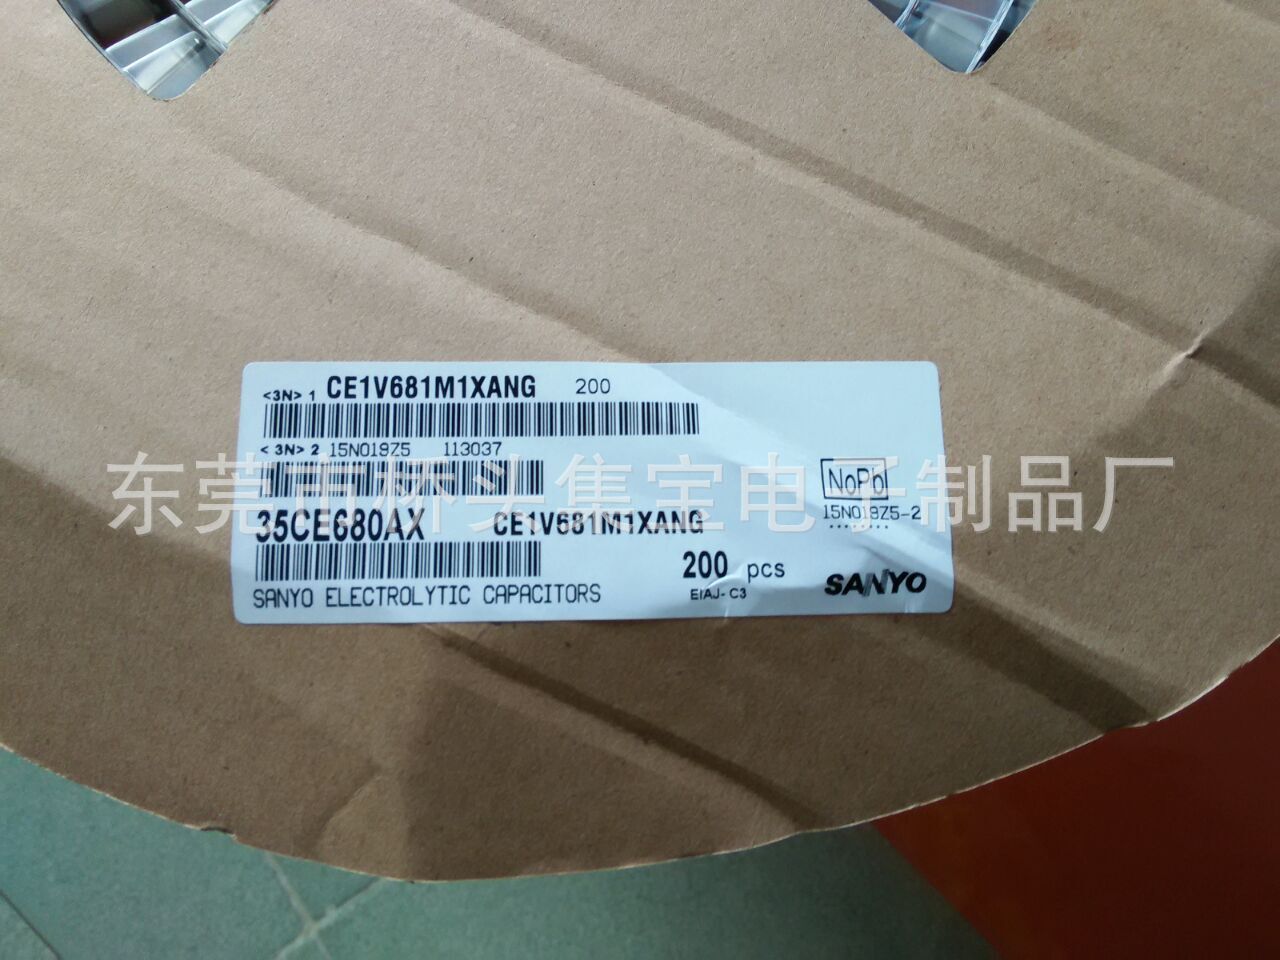 <3N> 1 CE1V681M1XANG 200
<3N> 2 15N019Z5 113037
东莞市桥头集宝电子制品厂
NoPb
15N019Z5-2
35CE680AX CE1V681M1XANG
200 pcs
EIAJ-C3
SANYO
SANYO ELECTROLYTIC CAPACITORS